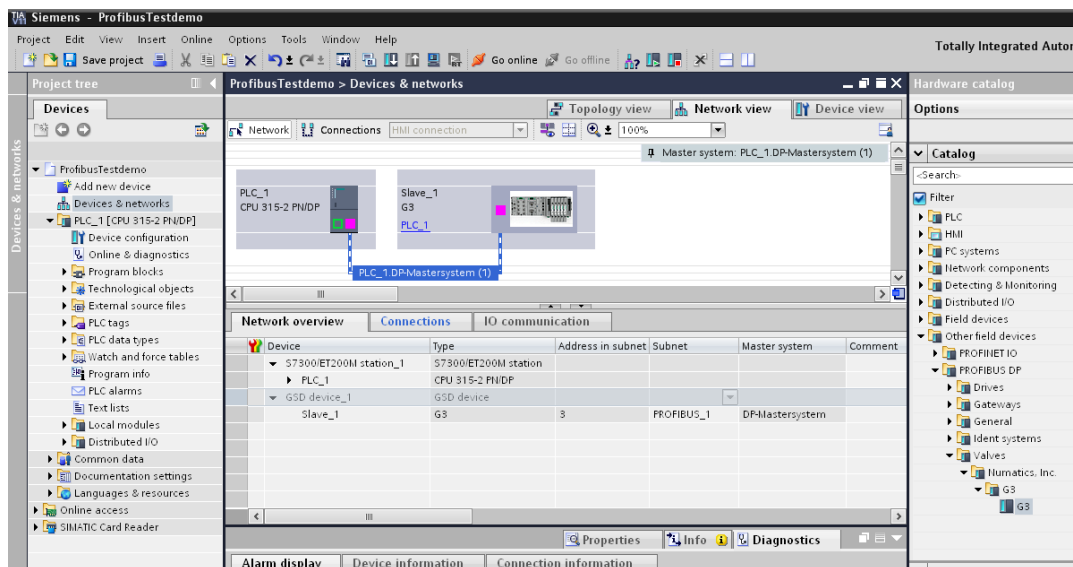 Siemens - ProfibusTestdemo
Project Edit View Insert Online Options Tools Window Help
Save project Go online Go offline
Totally Integrated Autor
Project tree
ProfibusTestdemo > Devices & networks
Hardware catalog
Devices
Topology view Network view Device view
Options
Network Connections HMI connection 100%
Devices & networks
Master system: PLC_1.DP-Mastersystem (1)
Catalog
<Search>
Filter
ProfibusTestdemo
Add new device
Devices & networks
PLC_1 [CPU 315-2 PN/DP]
Device configuration
Online & diagnostics
Program blocks
Technological objects
External source files
PLC tags
PLC data types
Watch and force tables
Program info
PLC alarms
Text lists
Local modules
Distributed I/O
Common data
Documentation settings
Languages & resources
Online access
SIMATIC Card Reader
PLC_1
CPU 315-2 PN/DP
Slave_1
G3
PLC_1
PLC_1.DP-Mastersystem (1)
Network overview Connections IO communication
Device Type Address in subnet Subnet Master system Comment
S7300/ET200M station_1 S7300/ET200M station
PLC_1 CPU 315-2 PN/DP
GSD device_1 GSD device
Slave_1 G3 3 PROFIBUS_1 DP-Mastersystem
Properties Info Diagnostics
Alarm display Device information Connection information
PLC
HMI
PC systems
Network components
Detecting & Monitoring
Distributed I/O
Field devices
Other field devices
PROFINET IO
PROFIBUS DP
Drives
Gateways
General
Ident systems
Valves
Numatics, Inc.
G3
G3